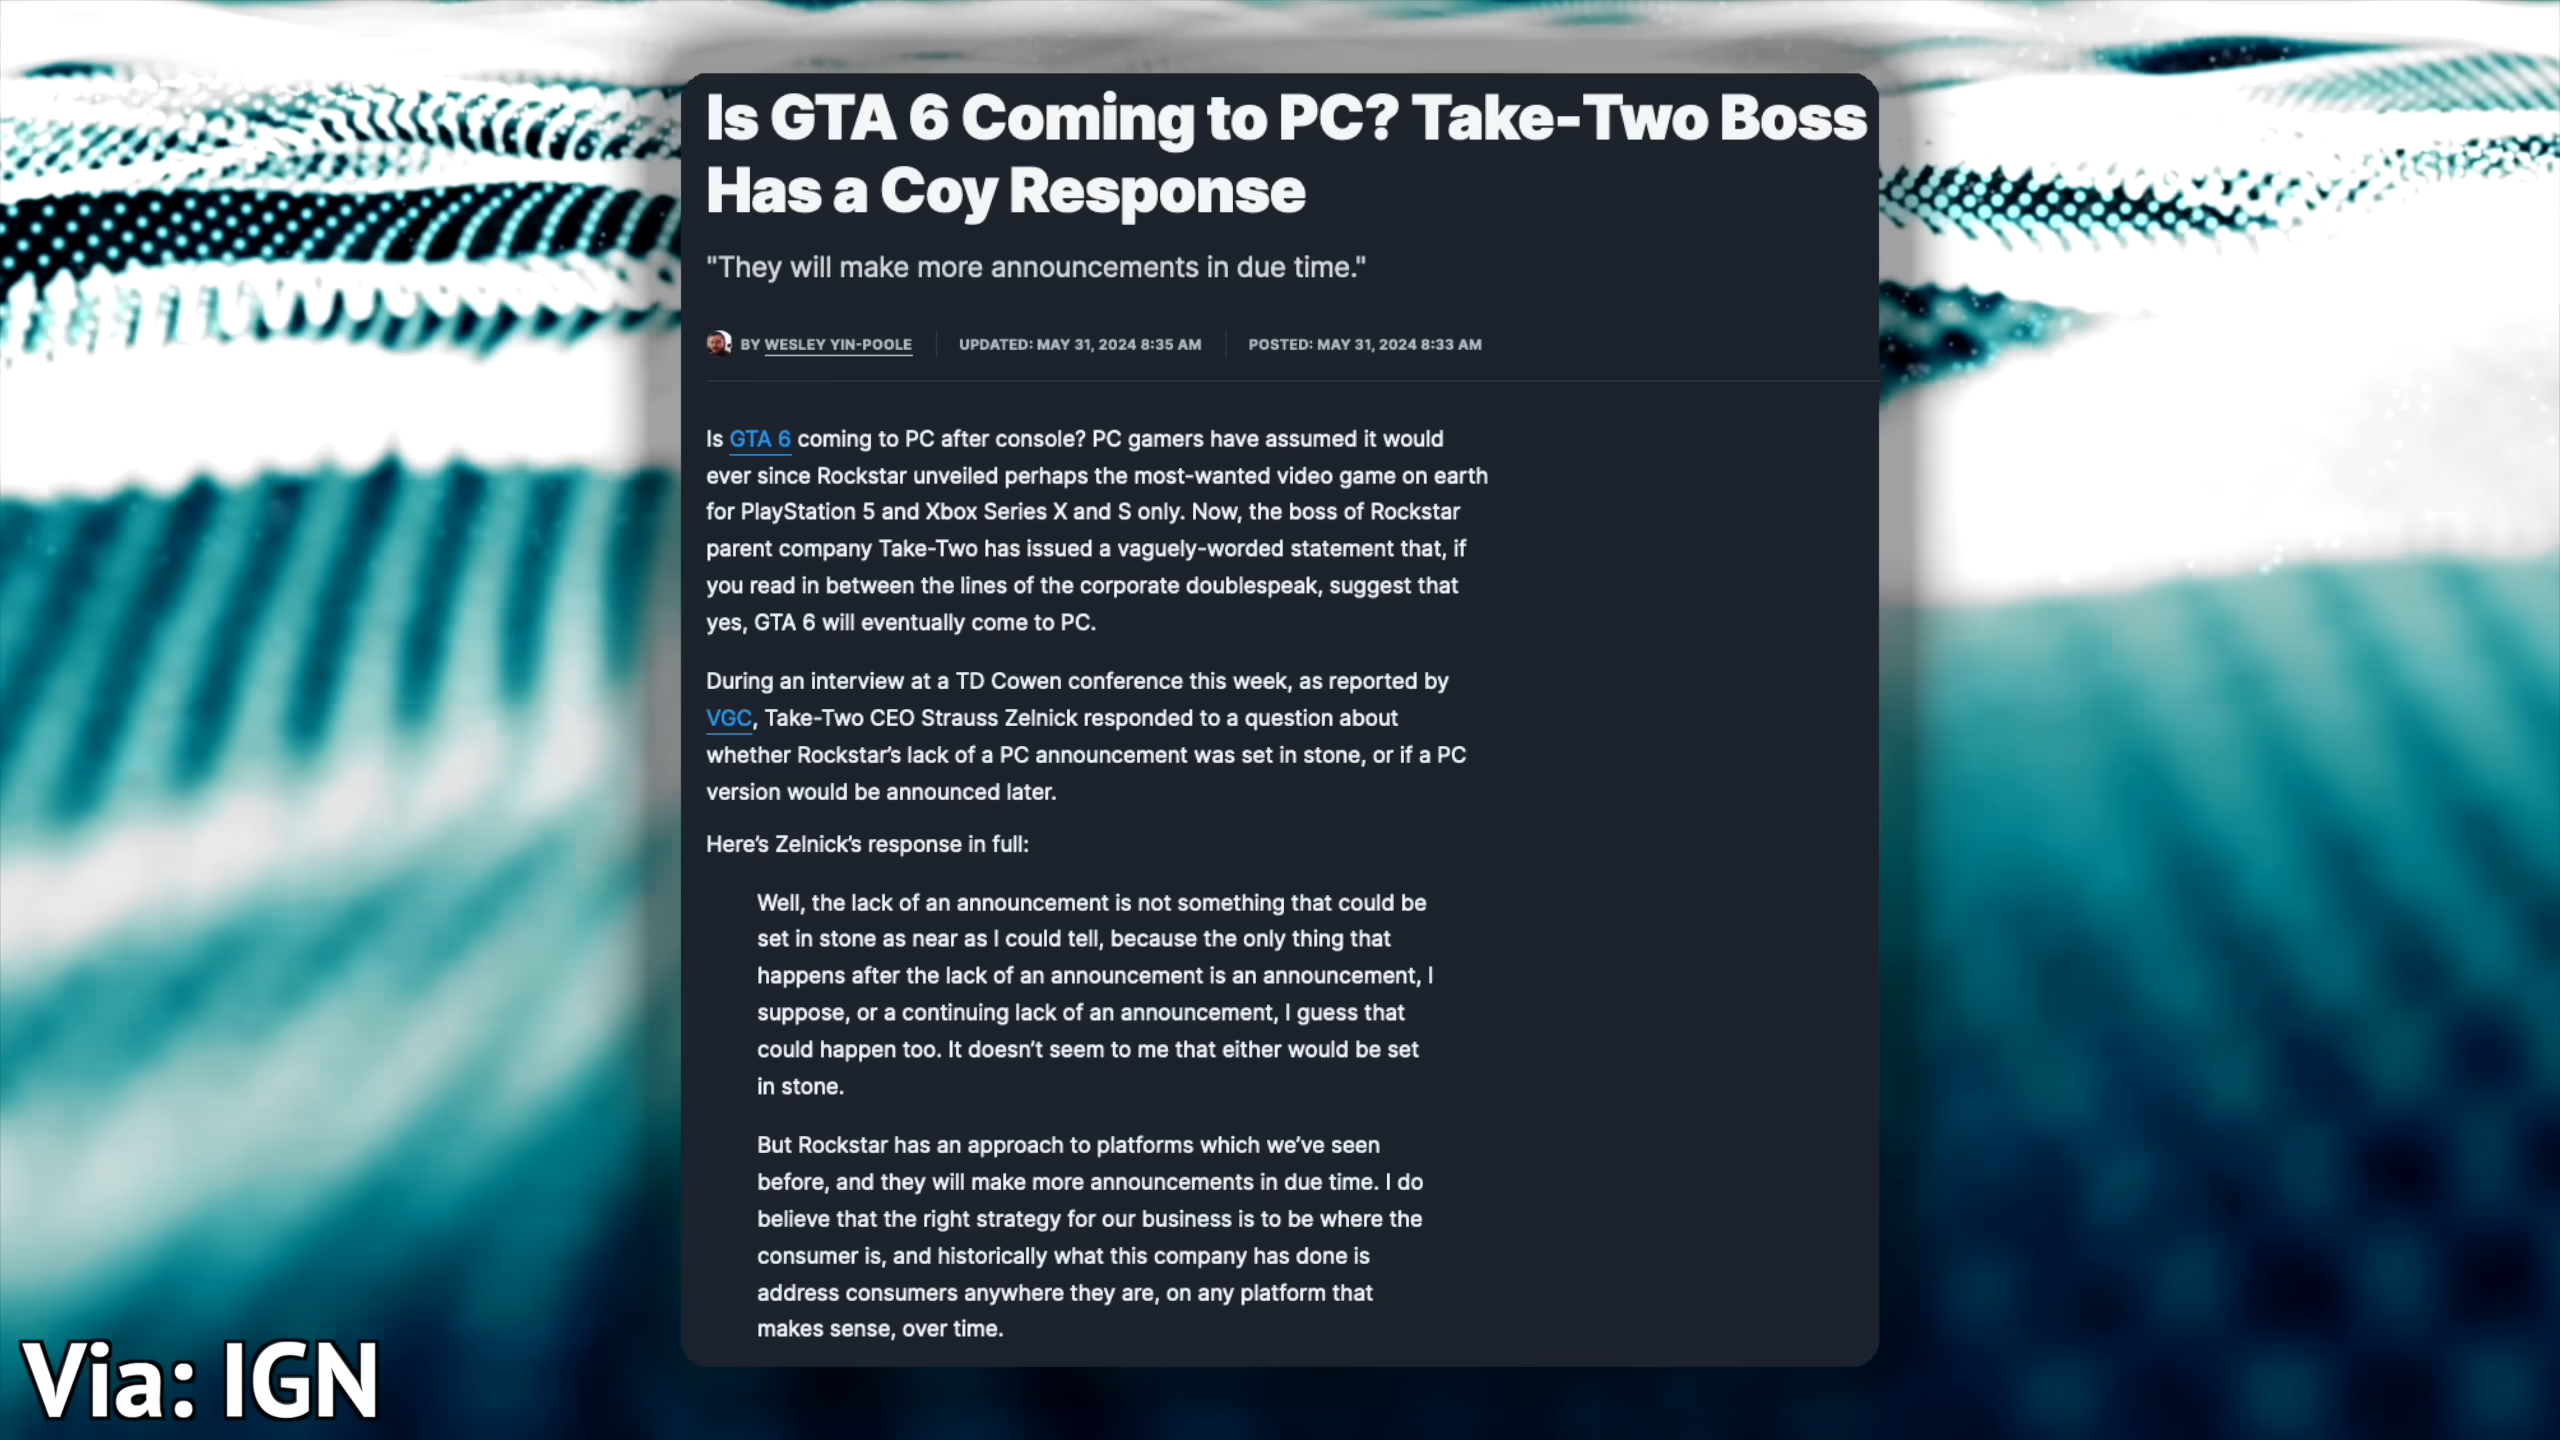 Is GTA 6 Coming to PC? Take-Two Boss
Has a Coy Response
"They will make more announcements in due time."
BY WESLEY YIN-POOLE
UPDATED: MAY 31, 2024 8:35 AM
POSTED: MAY 31, 2024 8:33 AM
Is GTA 6 coming to PC after console? PC gamers have assumed it would
ever since Rockstar unveiled perhaps the most-wanted video game on earth
for PlayStation 5 and Xbox Series X and S only. Now, the boss of Rockstar
parent company Take-Two has issued a vaguely-worded statement that, if
you read in between the lines of the corporate doublespeak, suggest that
yes, GTA 6 will eventually come to PC.
During an interview at a TD Cowen conference this week, as reported by
VGC, Take-Two CEO Strauss Zelnick responded to a question about
whether Rockstar’s lack of a PC announcement was set in stone, or if a PC
version would be announced later.
Here’s Zelnick’s response in full:
Well, the lack of an announcement is not something that could be
set in stone as near as I could tell, because the only thing that
happens after the lack of an announcement is an announcement, I
suppose, or a continuing lack of an announcement, I guess that
could happen too. It doesn’t seem to me that either would be set
in stone.
But Rockstar has an approach to platforms which we’ve seen
before, and they will make more announcements in due time. I do
believe that the right strategy for our business is to be where the
consumer is, and historically what this company has done is
address consumers anywhere they are, on any platform that
makes sense, over time.
Via: IGN